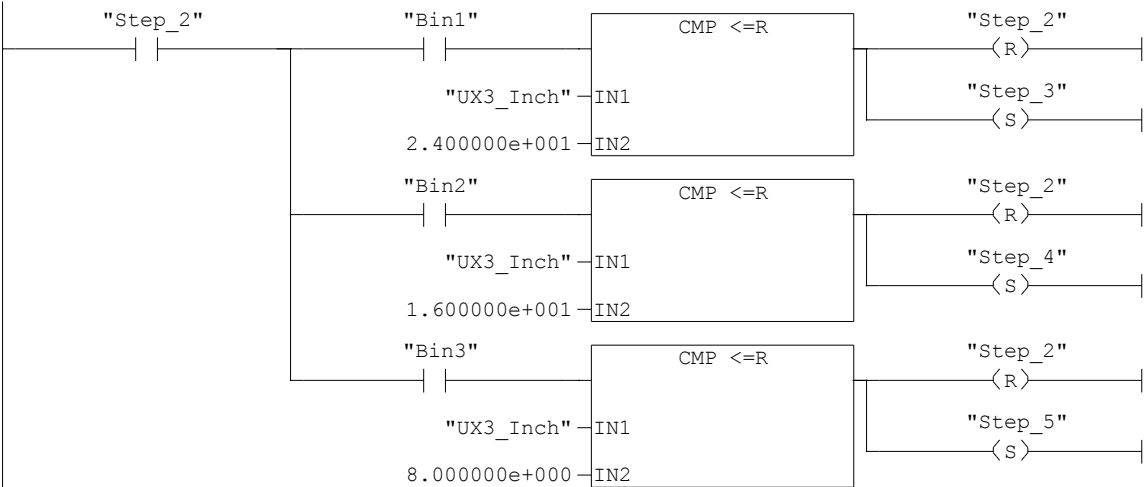 "Step_2" "Bin1" CMP <=R "Step_2"
(R)
"UX3_Inch" IN1 "Step_3"
(S)
2.400000e+001 IN2
"Bin2" CMP <=R "Step_2"
(R)
"UX3_Inch" IN1 "Step_4"
(S)
1.600000e+001 IN2
"Bin3" CMP <=R "Step_2"
(R)
"UX3_Inch" IN1 "Step_5"
(S)
8.000000e+000 IN2